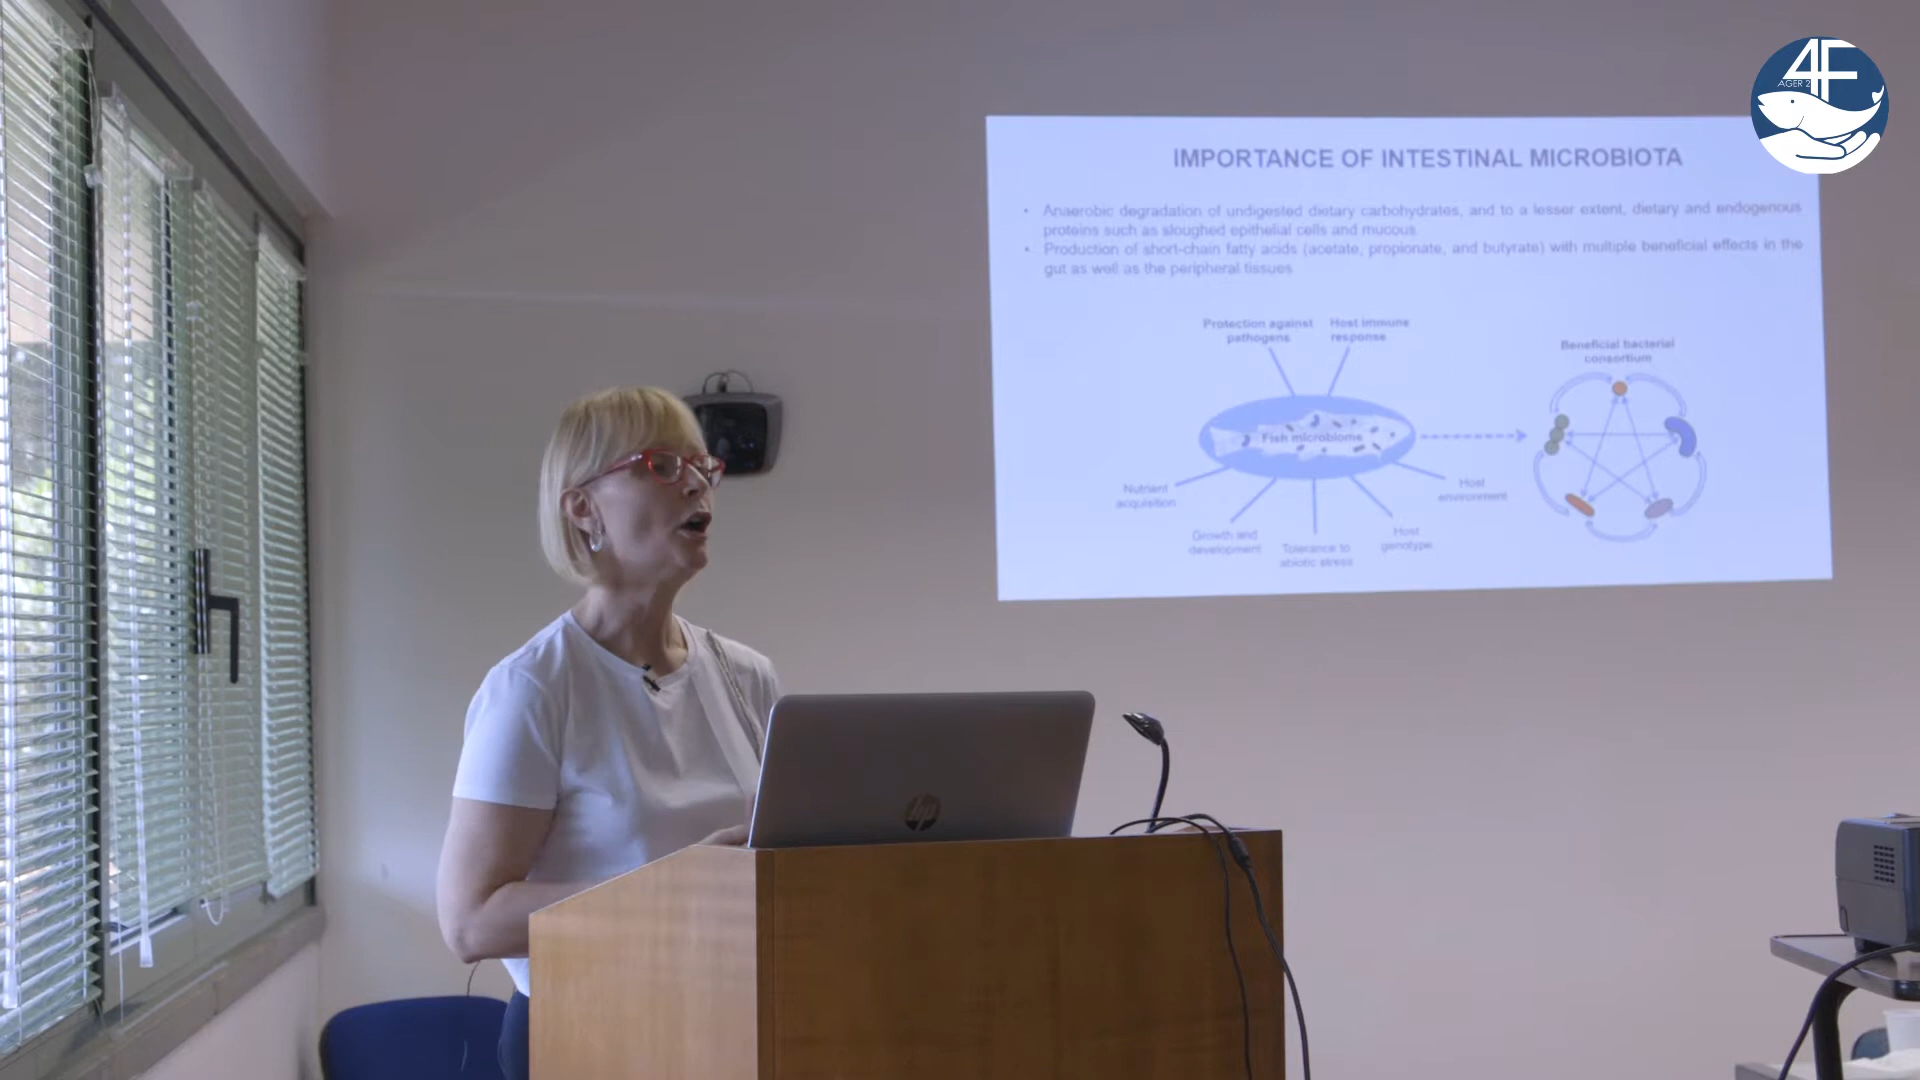 4F
AGER 2
IMPORTANCE OF INTESTINAL MICROBIOTA
• Anaerobic degradation of undigested dietary carbohydrates, and to a lesser extent, dietary and endogenous
proteins such as sloughed epithelial cells and mucous
• Production of short-chain fatty acids (acetate, propionate, and butyrate) with multiple beneficial effects in the
gut as well as the peripheral tissues
Protection against
pathogens
Host immune
response
Beneficial bacterial
consortium
Fish microbiome
Nutrient
acquisition
Host
environment
Growth and
development
Tolerance to
abiotic stress
Host
genotype
hp